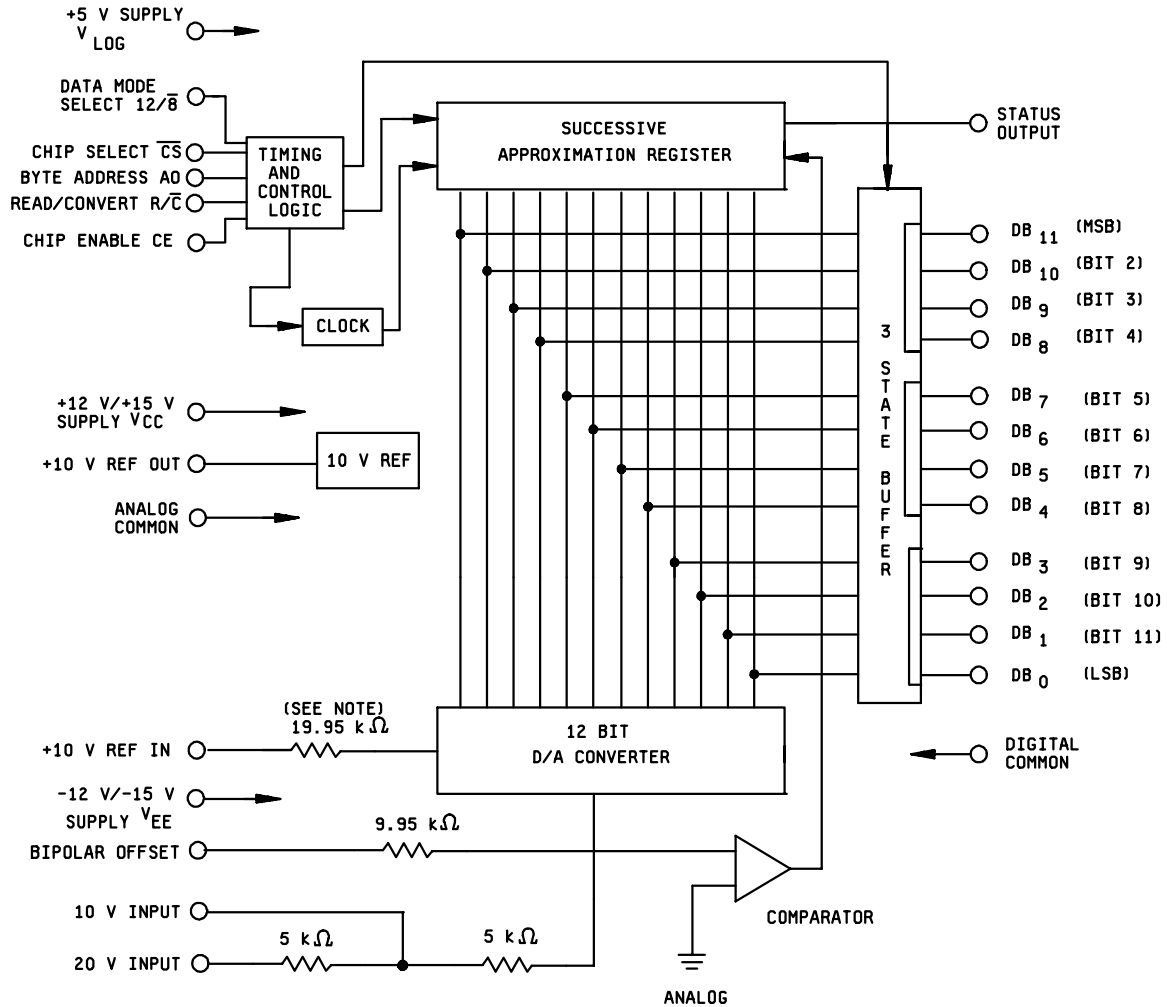 +5 V SUPPLY
V LOG
DATA MODE
SELECT 12/8̅
CHIP SELECT C̅S̅
BYTE ADDRESS AO
READ/CONVERT R/C̅
CHIP ENABLE CE
TIMING
AND
CONTROL
LOGIC
CLOCK
SUCCESSIVE
APPROXIMATION REGISTER
STATUS
OUTPUT
+12 V/+15 V
SUPPLY VCC
+10 V REF OUT
10 V REF
ANALOG
COMMON
3 STATE BUFFER
DB 11 (MSB)
DB 10 (BIT 2)
DB 9 (BIT 3)
DB 8 (BIT 4)
DB 7 (BIT 5)
DB 6 (BIT 6)
DB 5 (BIT 7)
DB 4 (BIT 8)
DB 3 (BIT 9)
DB 2 (BIT 10)
DB 1 (BIT 11)
DB 0 (LSB)
(SEE NOTE)
19.95 kΩ
+10 V REF IN
12 BIT
D/A CONVERTER
DIGITAL
COMMON
-12 V/-15 V
SUPPLY VEE
9.95 kΩ
BIPOLAR OFFSET
10 V INPUT
COMPARATOR
5 kΩ
5 kΩ
20 V INPUT
ANALOG